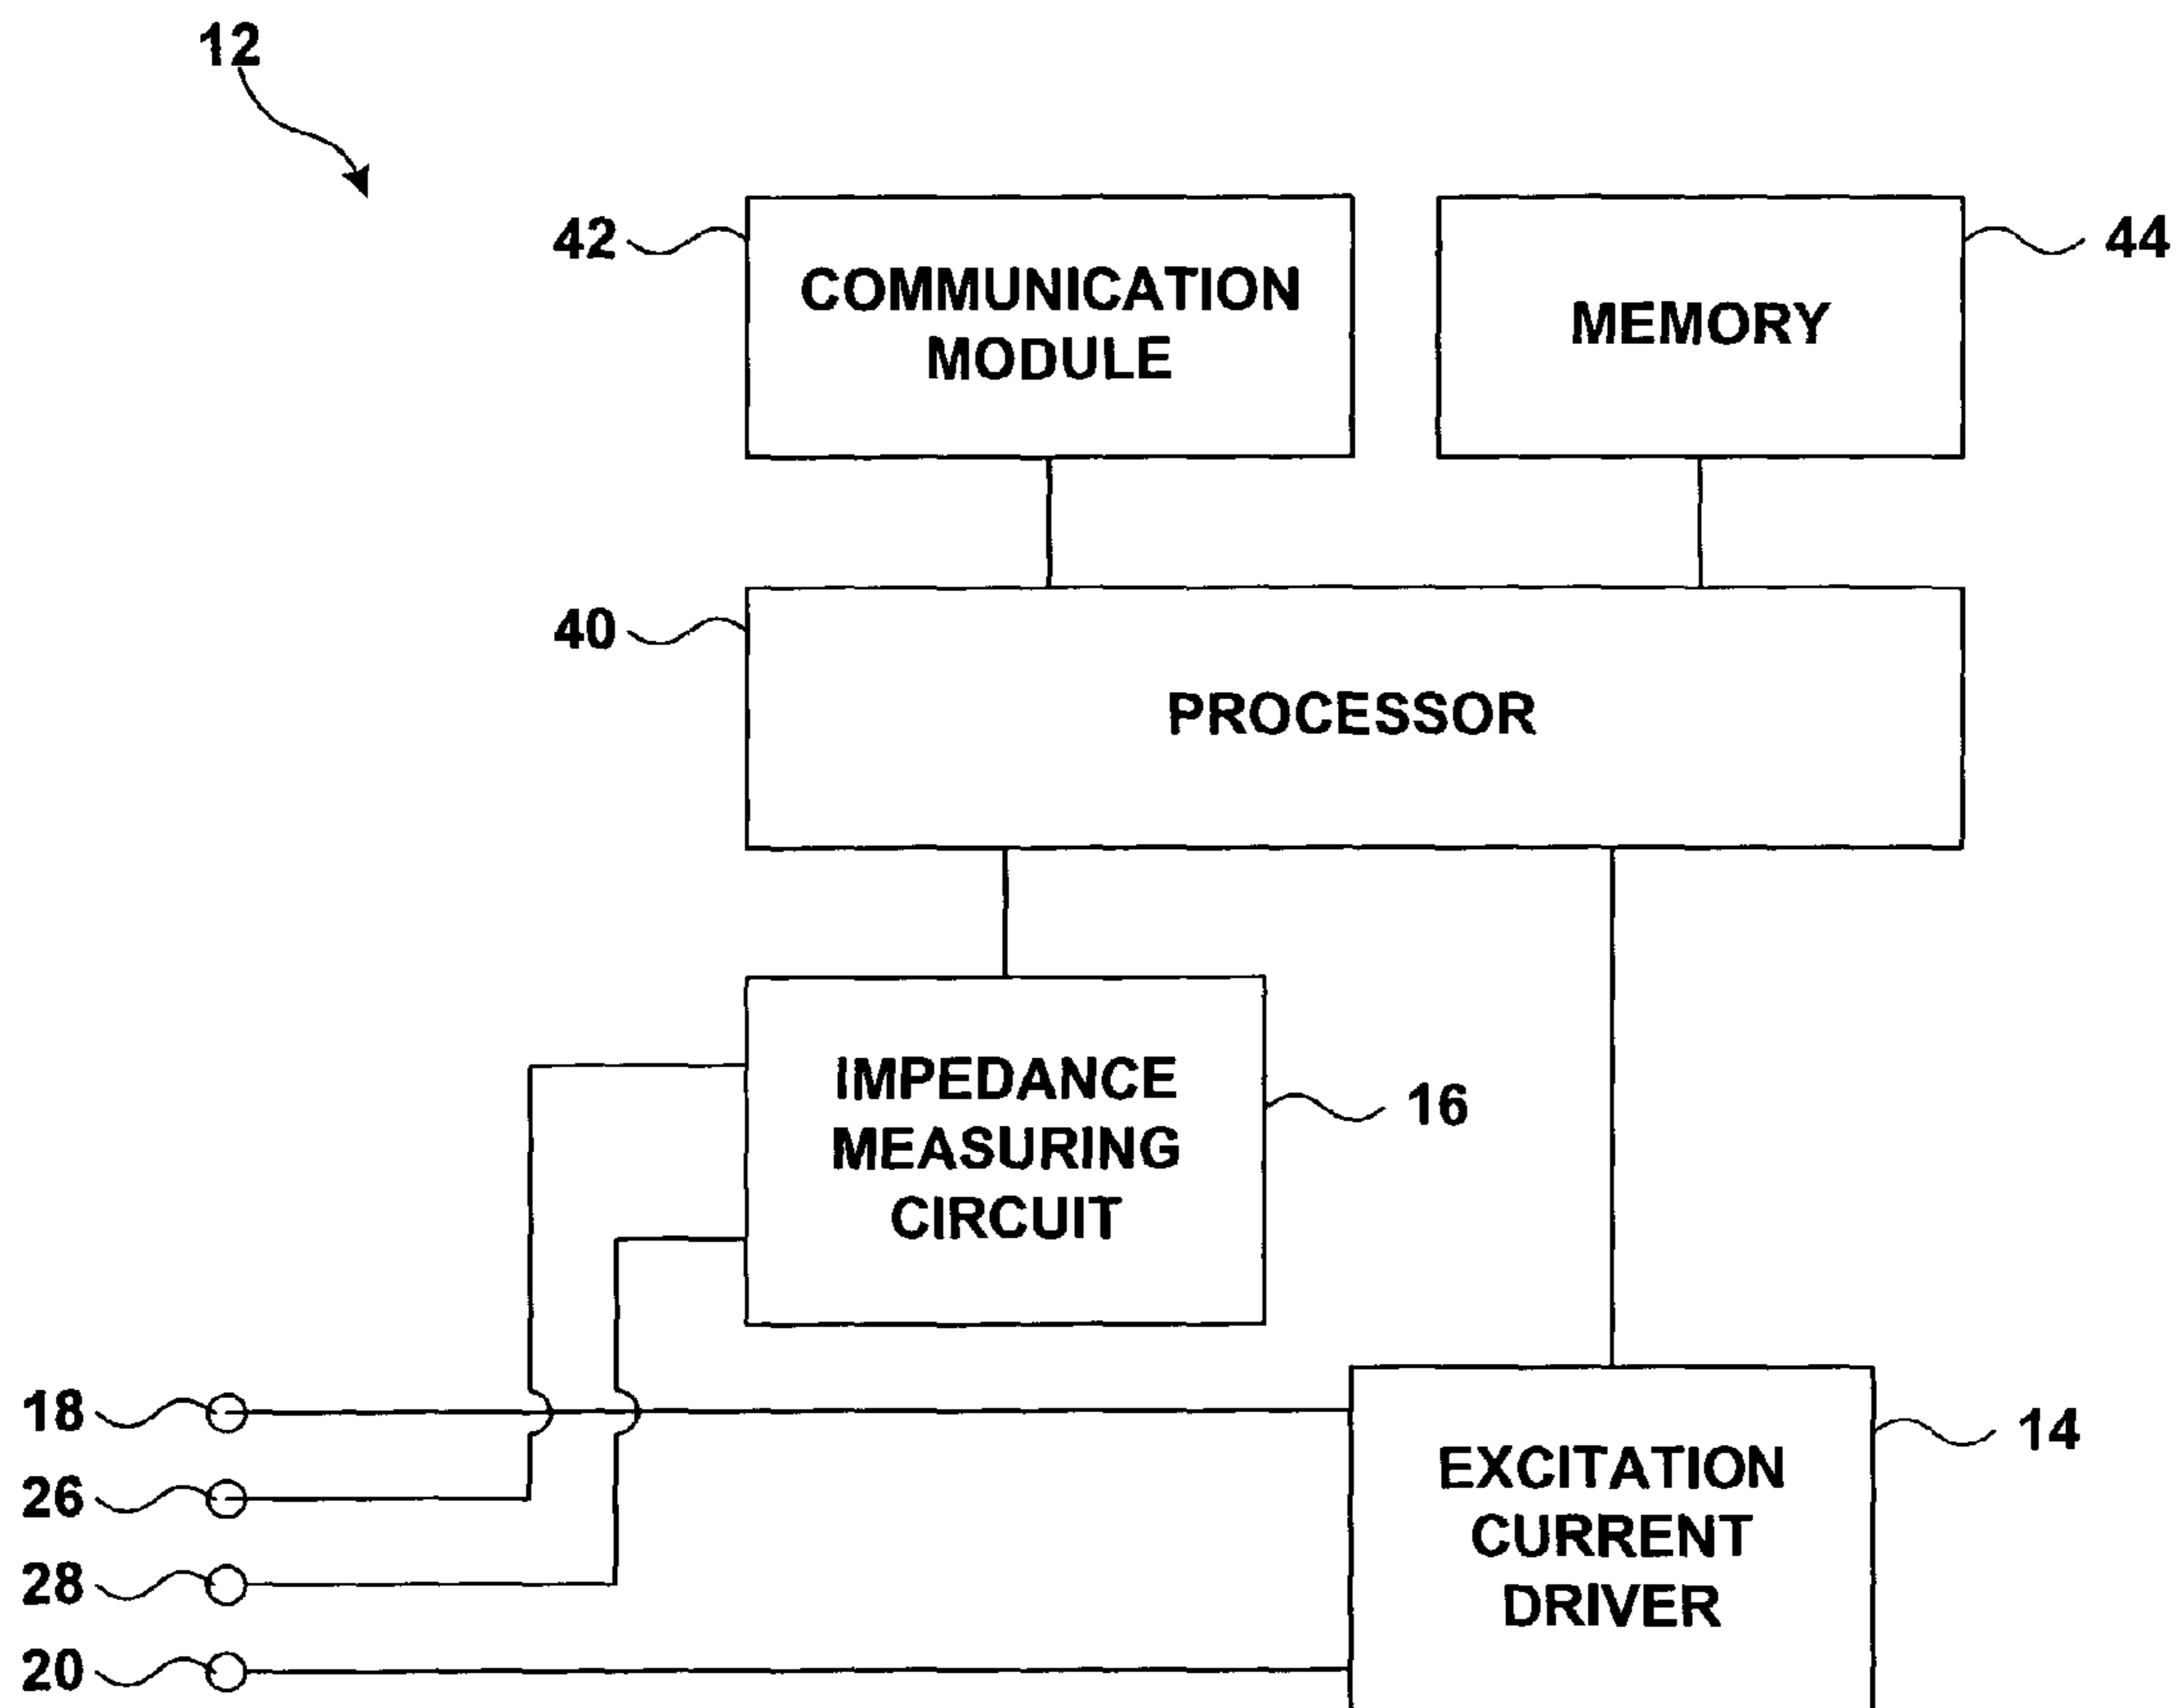 12
42
COMMUNICATION
MODULE
MEMORY
44
40
PROCESSOR
IMPEDANCE
MEASURING
CIRCUIT
16
18
26
28
20
EXCITATION
CURRENT
DRIVER
14